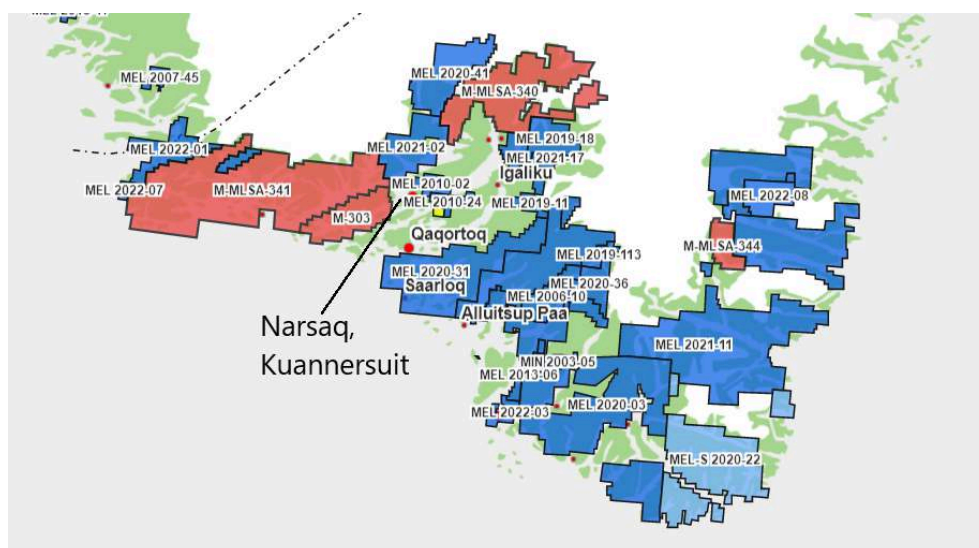 MEL 2007-45
MEL 2020-41
M-MLSA-340
MEL 2022-01
MEL 2021-02
MEL 2019-18
MEL 2021-17
Igaliku
MEL 2022-07
M-MLSA-341
MEL 2010-02
MEL 2010-24
MEL 2019-11
MEL 2022-08
M-303
Qaqortoq
M-MLSA-344
MEL 2019-113
MEL 2020-31
Saarloq
MEL 2020-36
MEL 2006-10
Alluitsup Paa
Narsaq,
Kuannersuit
MEL 2021-11
MIN 2003-05
MEL 2013-06
MEL 2022-03
MEL 2020-03
MEL-S 2020-22